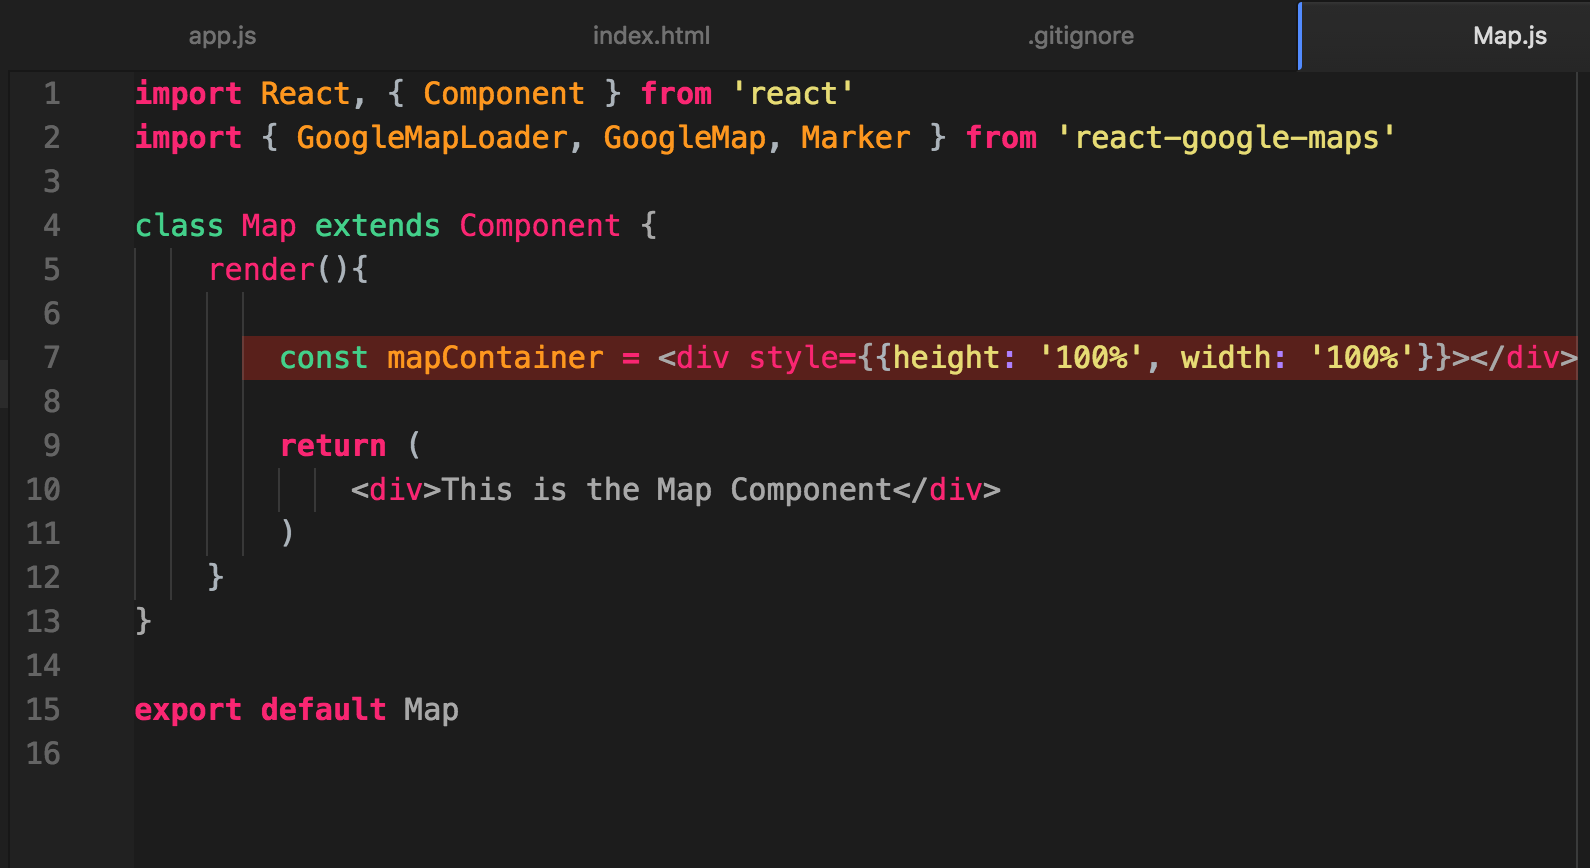 app.js index.html .gitignore Map.js
1 import React, { Component } from 'react'
2 import { GoogleMapLoader, GoogleMap, Marker } from 'react-google-maps'
3
4 class Map extends Component {
5 render(){
6
7 const mapContainer = <div style={{height: '100%', width: '100%'}}></div>
8
9 return (
10 <div>This is the Map Component</div>
11 )
12 }
13 }
14
15 export default Map
16